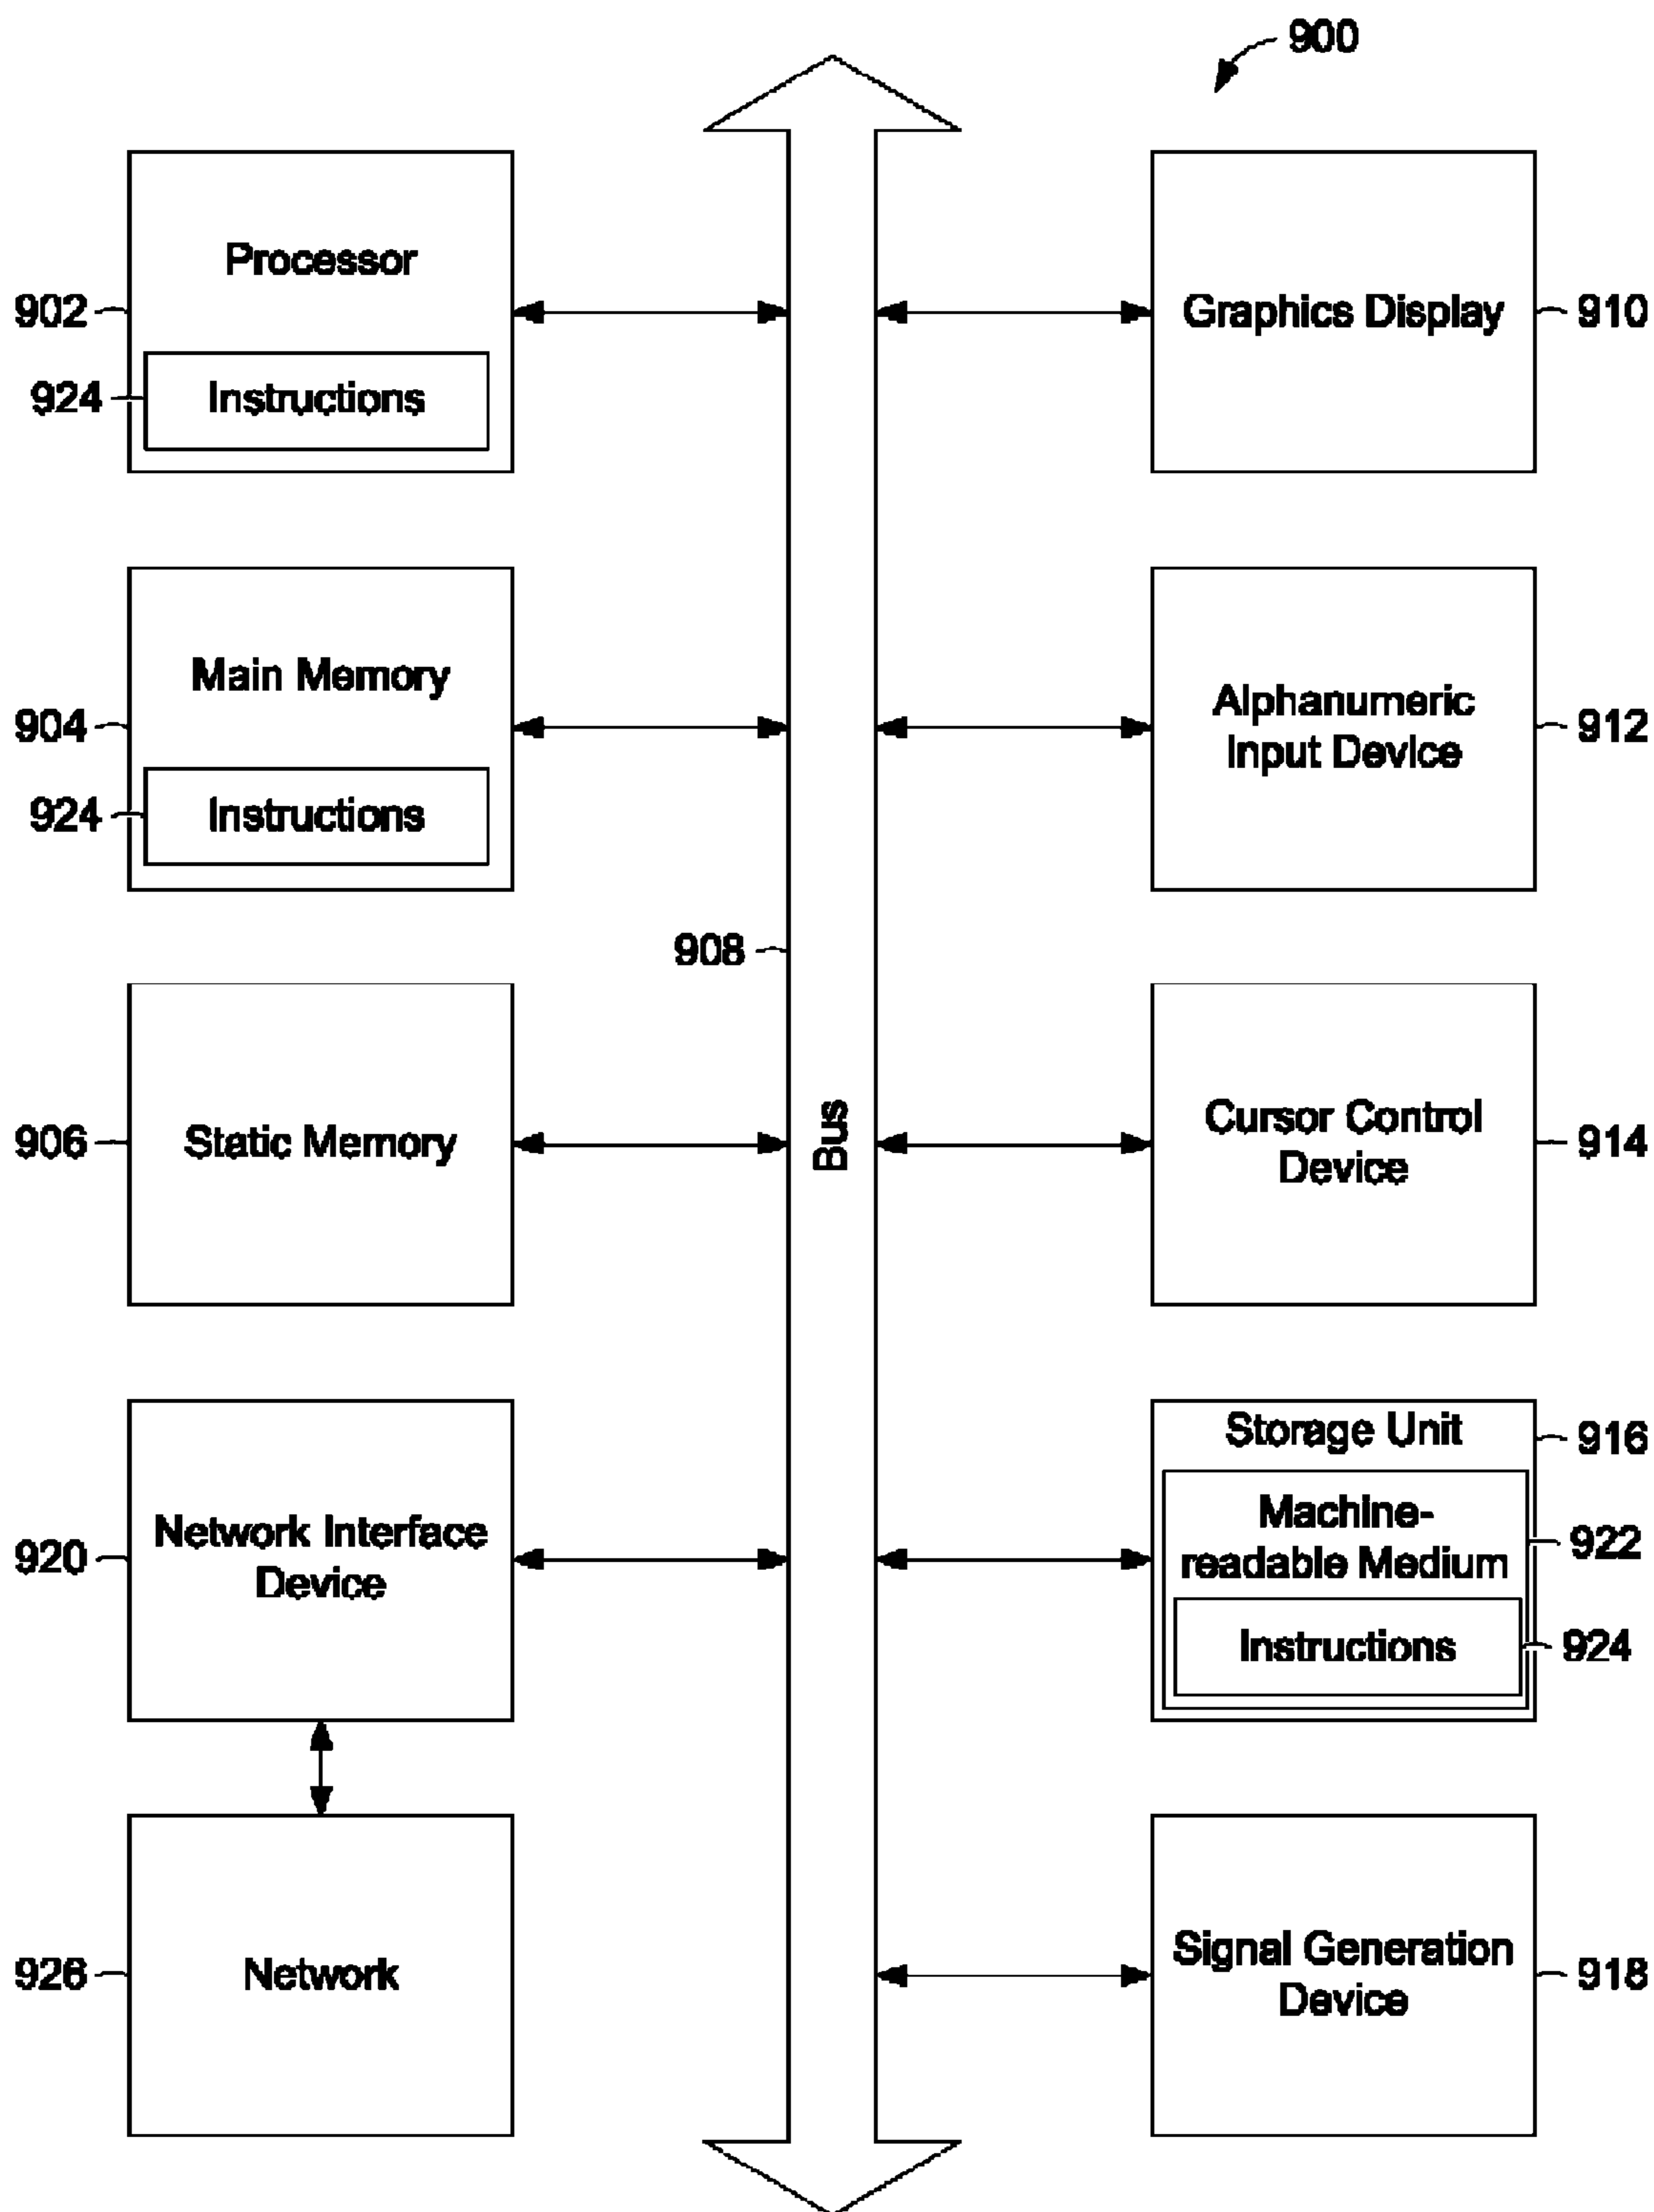 900
Processor
902
924
Instructions
Graphics Display
910
Main Memory
904
924
Instructions
Alphanumeric
Input Device
912
908
Bus
906
Static Memory
Cursor Control
Device
914
920
Network Interface
Device
Storage Unit
916
Machine-
readable Medium
922
Instructions
924
926
Network
Signal Generation
Device
918